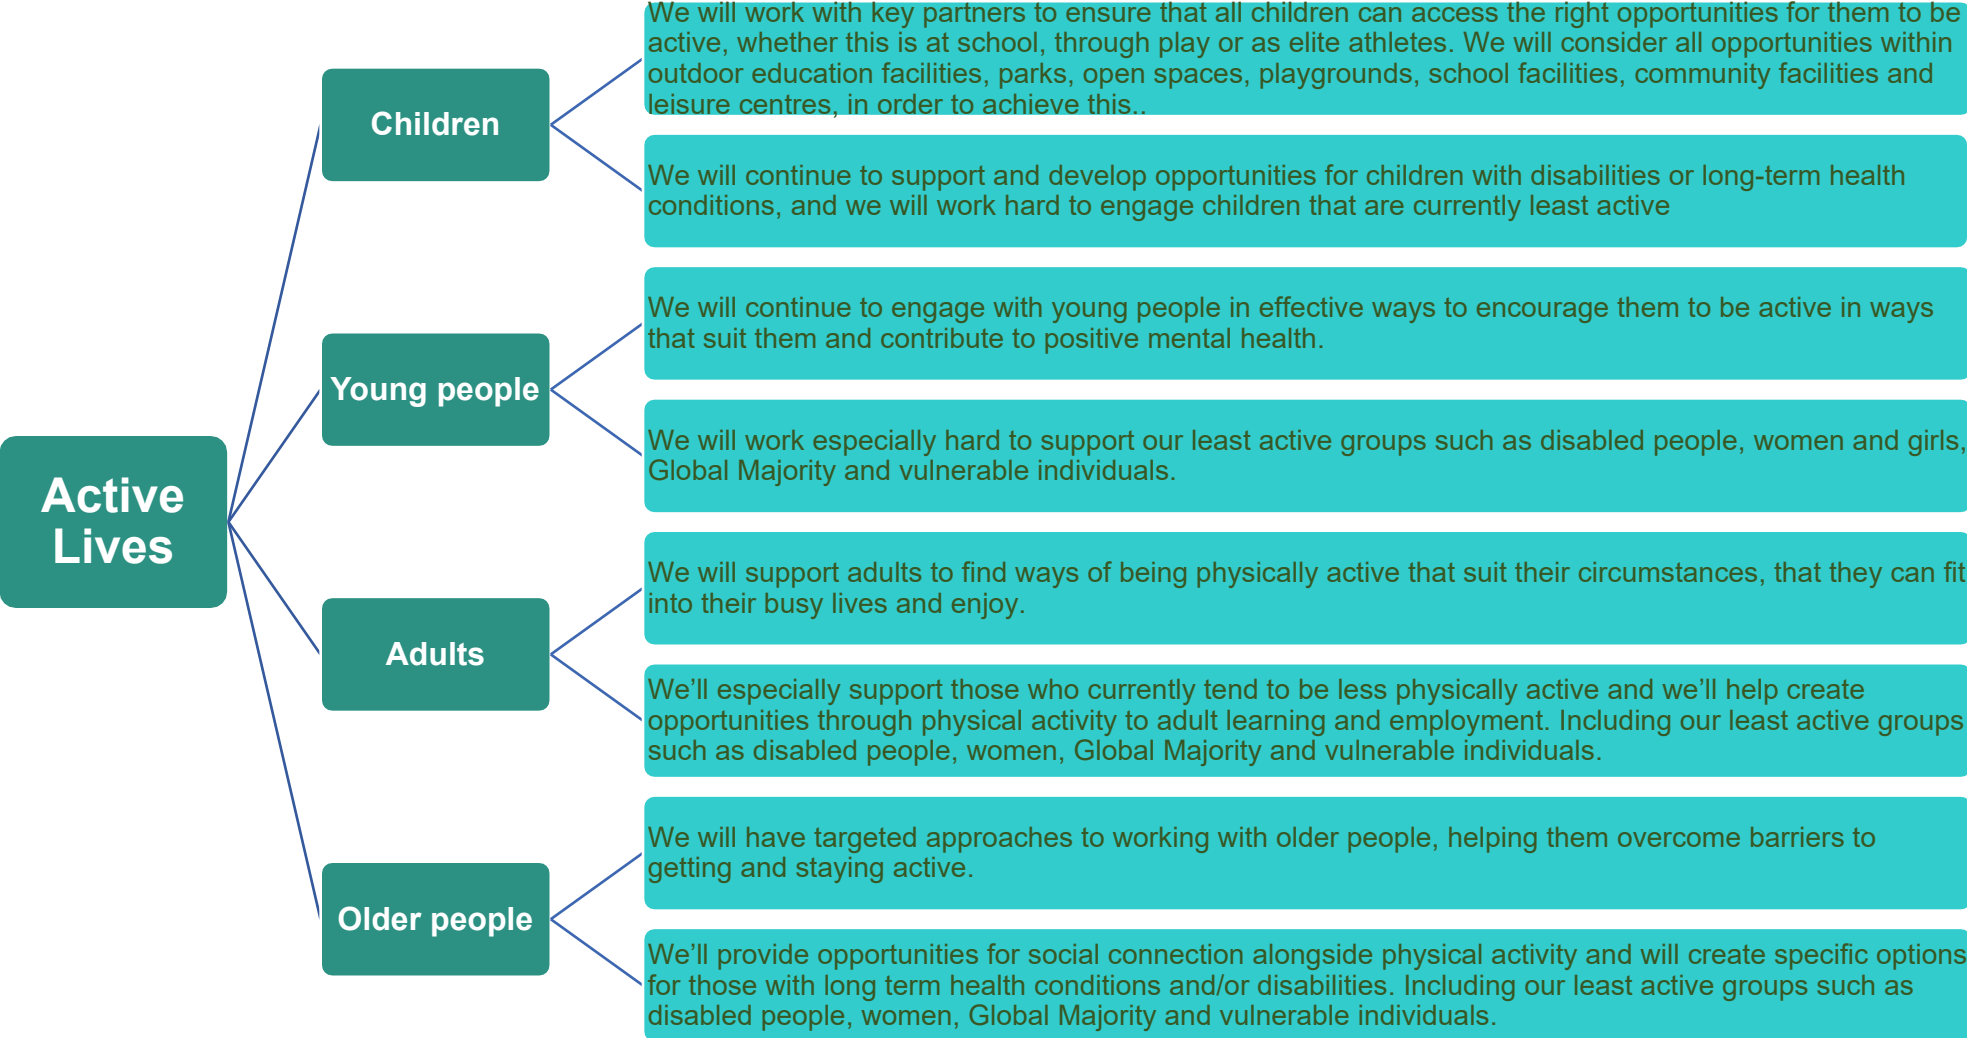 Active
Lives
Children
We will work with key partners to ensure that all children can access the right opportunities for them to be
active, whether this is at school, through play or as elite athletes. We will consider all opportunities within
outdoor education facilities, parks, open spaces, playgrounds, school facilities, community facilities and
leisure centres, in order to achieve this..
We will continue to support and develop opportunities for children with disabilities or long-term health
conditions, and we will work hard to engage children that are currently least active
Young people
We will continue to engage with young people in effective ways to encourage them to be active in ways
that suit them and contribute to positive mental health.
We will work especially hard to support our least active groups such as disabled people, women and girls,
Global Majority and vulnerable individuals.
Adults
We will support adults to find ways of being physically active that suit their circumstances, that they can fit
into their busy lives and enjoy.
We’ll especially support those who currently tend to be less physically active and we’ll help create
opportunities through physical activity to adult learning and employment. Including our least active groups
such as disabled people, women, Global Majority and vulnerable individuals.
Older people
We will have targeted approaches to working with older people, helping them overcome barriers to
getting and staying active.
We’ll provide opportunities for social connection alongside physical activity and will create specific options
for those with long term health conditions and/or disabilities. Including our least active groups such as
disabled people, women, Global Majority and vulnerable individuals.